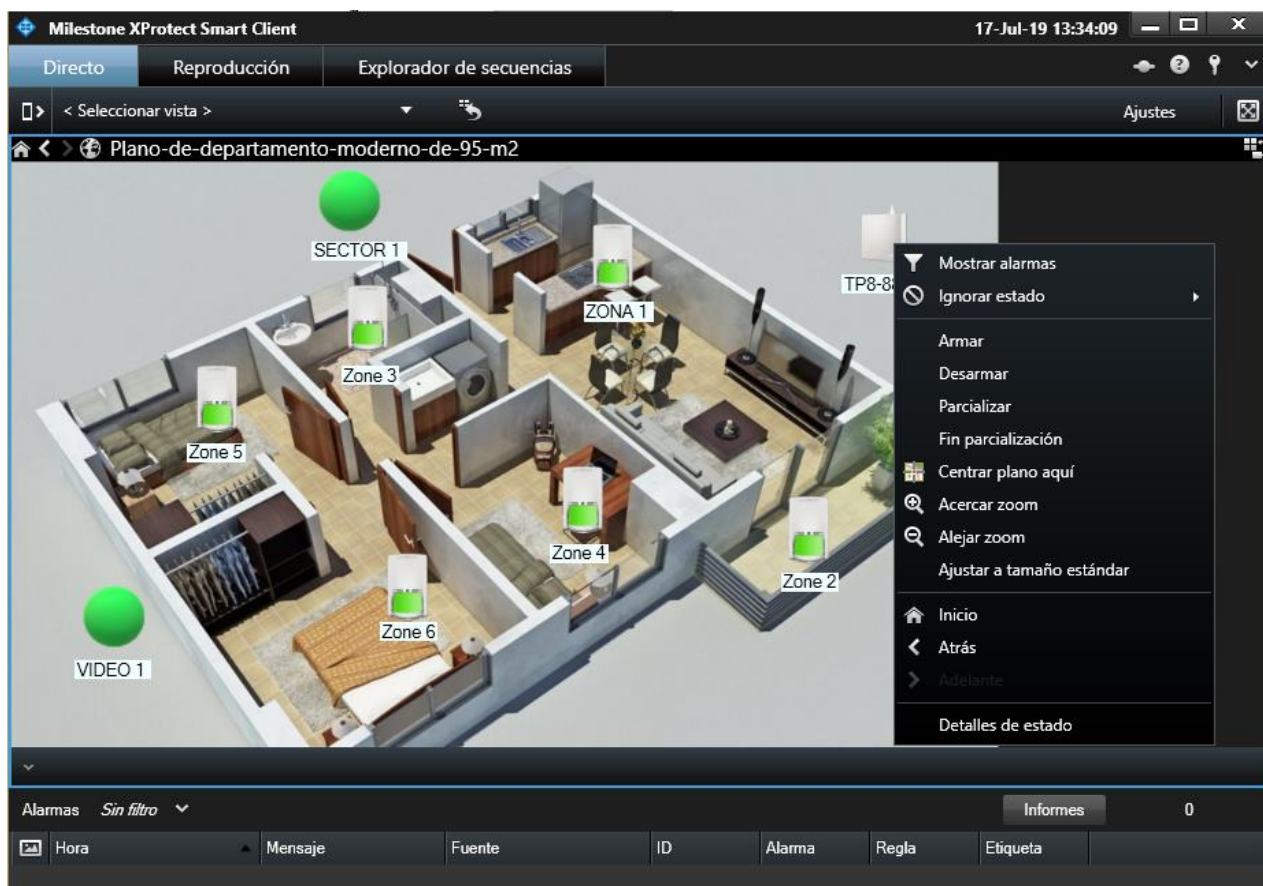 Milestone XProtect Smart Client 17-Jul-19 13:34:09
Directo Reproducción Explorador de secuencias
< Seleccionar vista > Ajustes
Plano-de-departamento-moderno-de-95-m2
SECTOR 1
ZONA 1
Zone 3
Zone 5
Zone 4
Zone 2
Zone 6
VIDEO 1
Mostrar alarmas
Ignorar estado
Armar
Desarmar
Parcializar
Fin parcialización
Centrar plano aquí
Acercar zoom
Alejar zoom
Ajustar a tamaño estándar
Inicio
Atrás
Adelante
Detalles de estado
Alarmas Sin filtro Informes 0
Hora Mensaje Fuente ID Alarma Regla Etiqueta